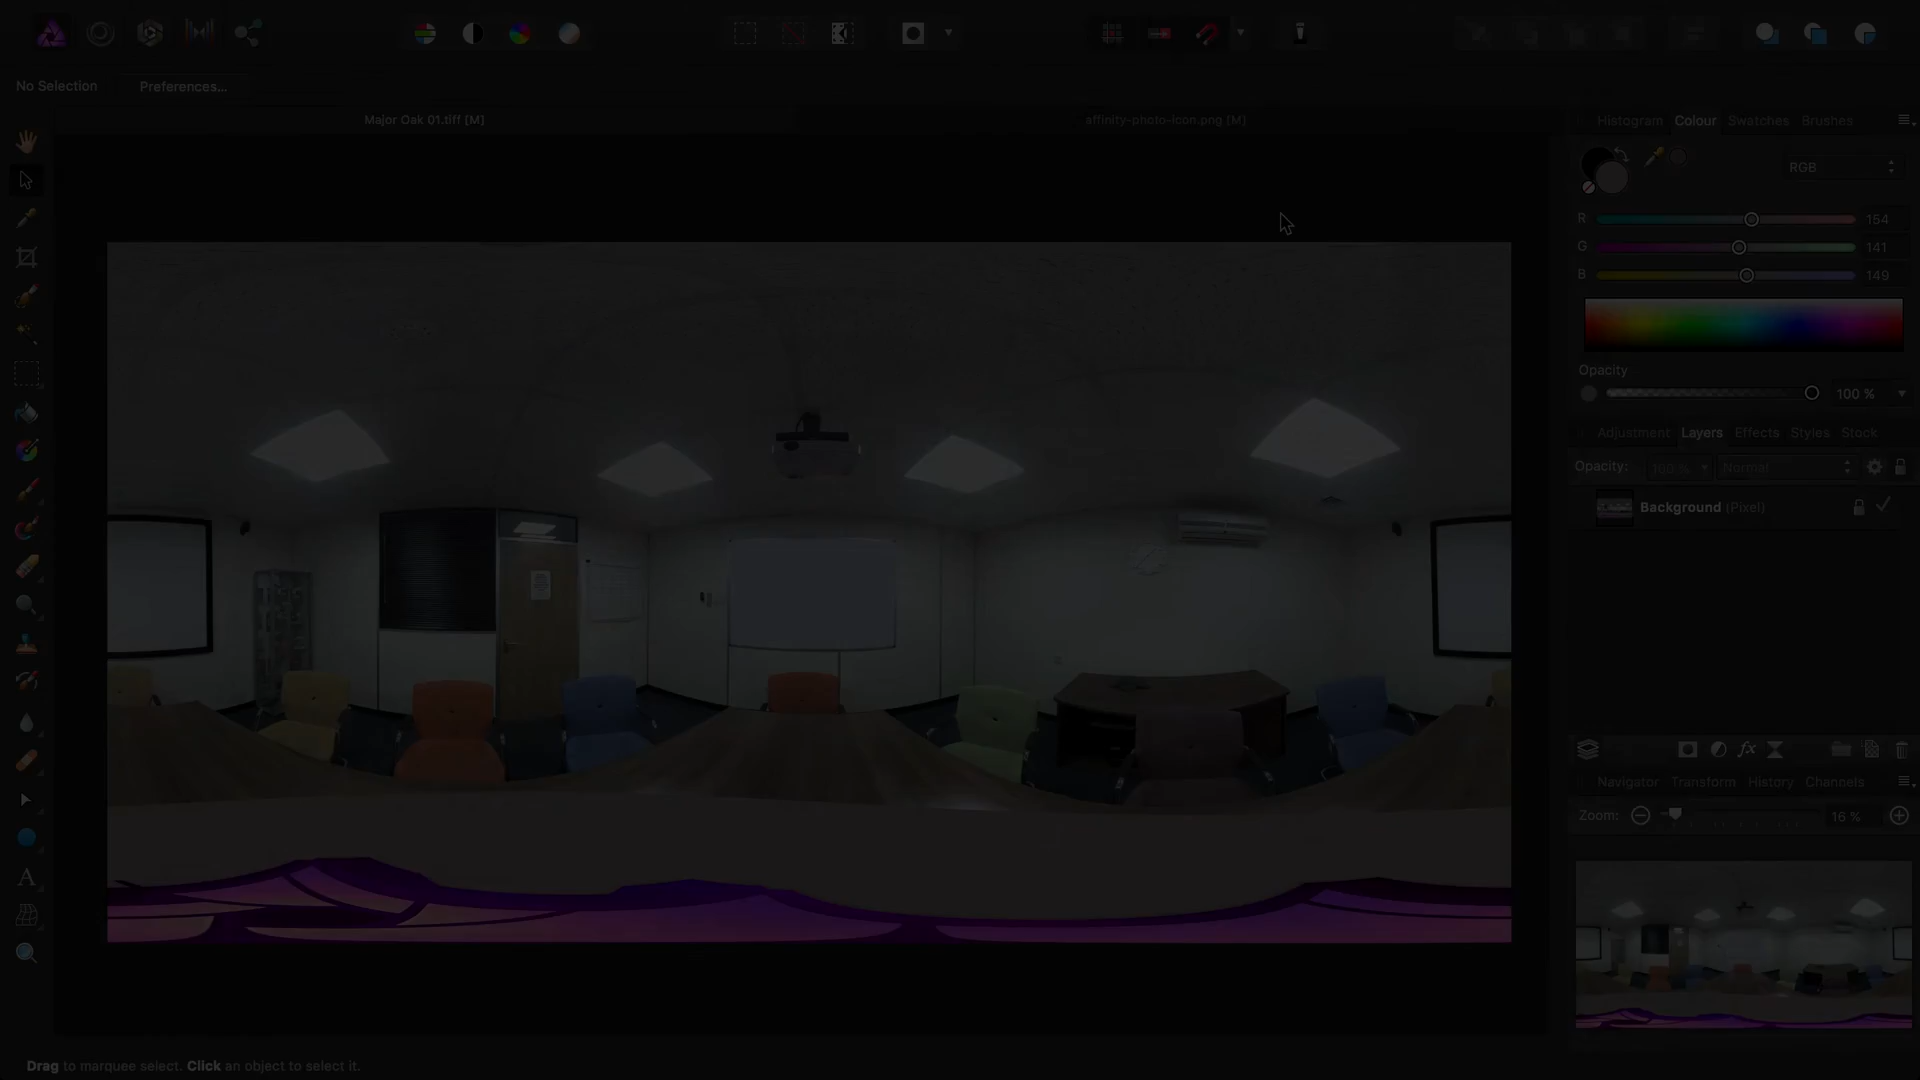 No Selection
Preferences...
Major Oak 01.tiff [M]
affinity-photo-icon.png [M]
Histogram
Colour
Swatches
Brushes
RGB
R
154
G
141
B
149
Opacity
100 %
Adjustment
Layers
Effects
Styles
Stock
Opacity:
100 %
Normal
Background (Pixel)
fx
Navigator
Transform
History
Channels
Zoom:
16 %
A
Drag to marquee select. Click an object to select it.